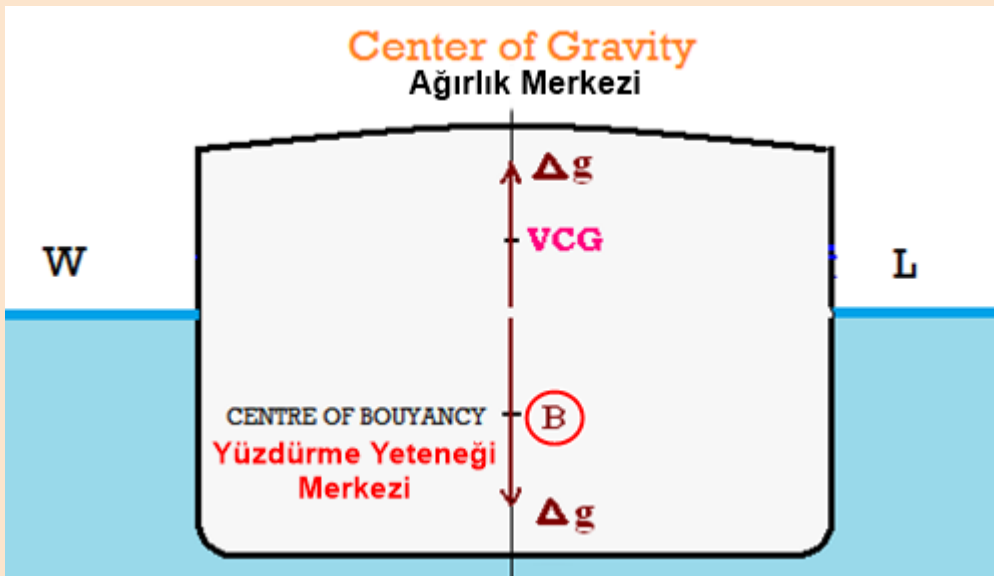 Center of Gravity
Ağırlık Merkezi
Δg
VCG
W
L
CENTRE OF BOUYANCY
B
Yüzdürme Yeteneği
Merkezi
Δg